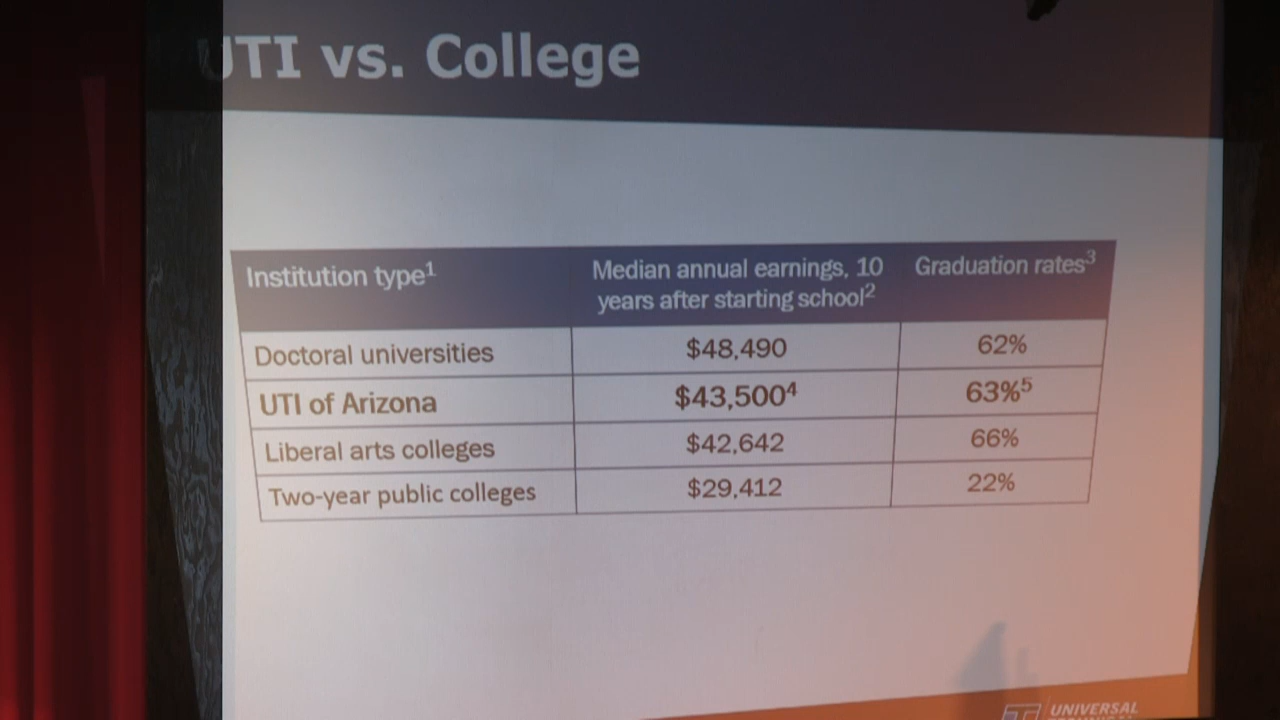 UTI vs. College
Institution type¹ Median annual earnings, 10 years after starting school² Graduation rates³
Doctoral universities $48,490 62%
UTI of Arizona $43,500⁴ 63%⁵
Liberal arts colleges $42,642 66%
Two-year public colleges $29,412 22%
UNIVERSAL